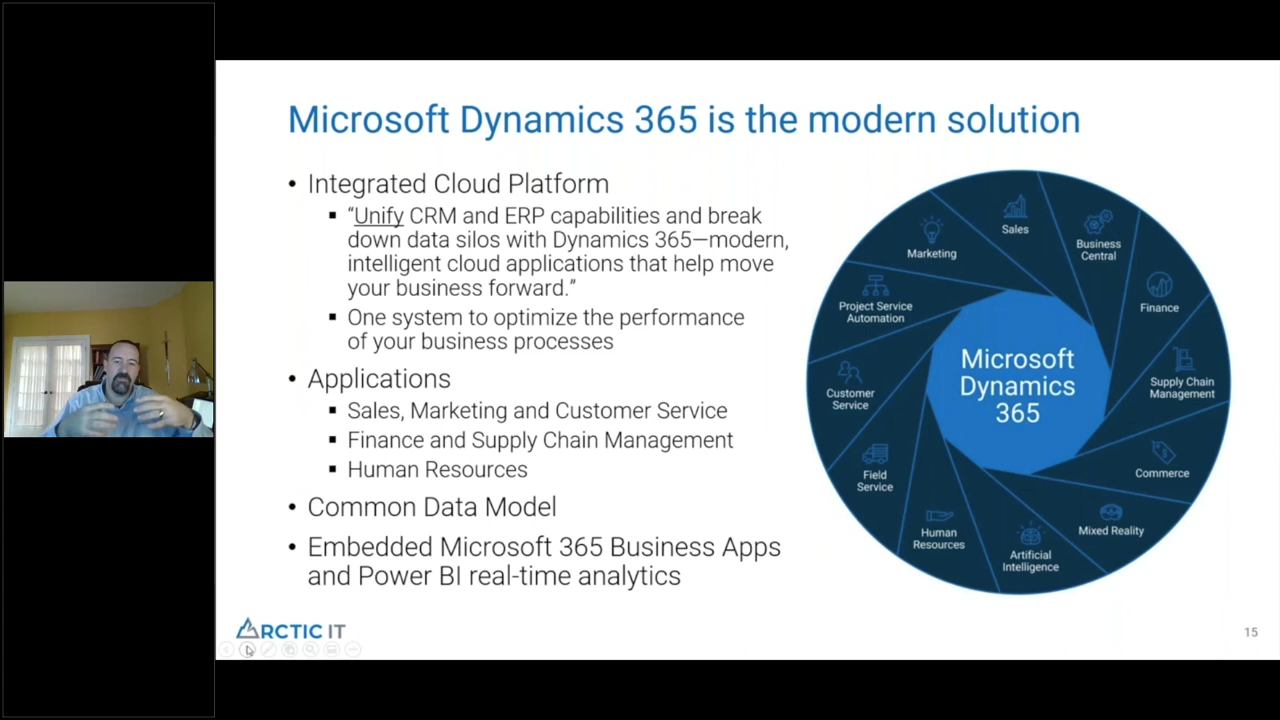 Microsoft Dynamics 365 is the modern solution
• Integrated Cloud Platform
▪ “Unify CRM and ERP capabilities and break
down data silos with Dynamics 365—modern,
intelligent cloud applications that help move
your business forward.”
▪ One system to optimize the performance
of your business processes
• Applications
▪ Sales, Marketing and Customer Service
▪ Finance and Supply Chain Management
▪ Human Resources
• Common Data Model
• Embedded Microsoft 365 Business Apps
and Power BI real-time analytics
Sales
Business
Central
Finance
Supply Chain
Management
Commerce
Mixed Reality
Artificial
Intelligence
Human
Resources
Field
Service
Customer
Service
Project Service
Automation
Marketing
Microsoft
Dynamics
365
ARCTIC IT
15